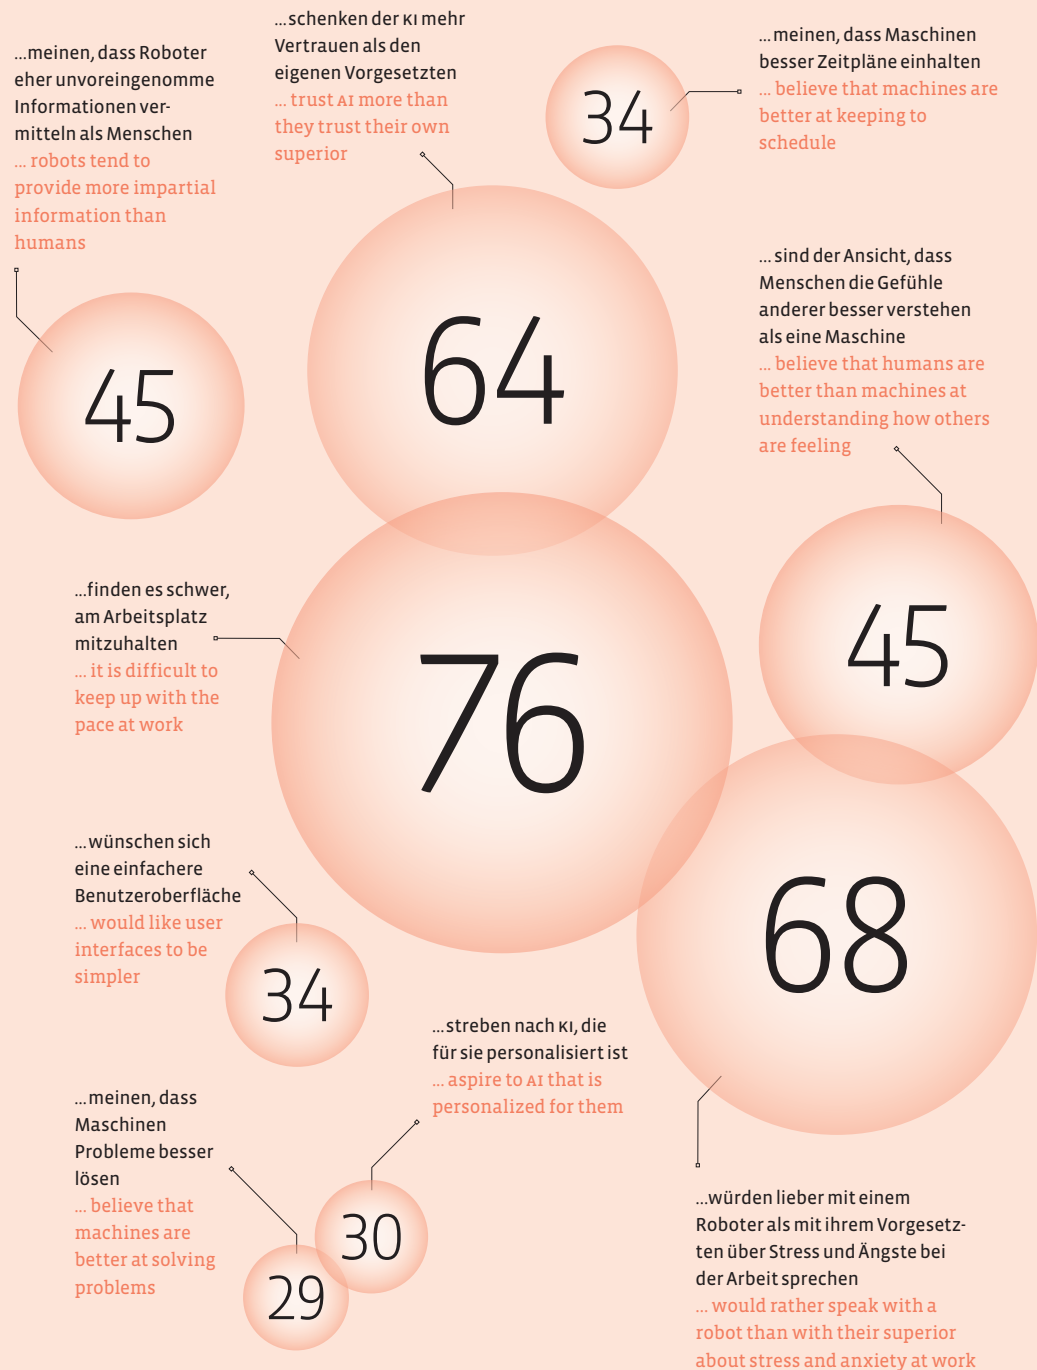 ...meinen, dass Roboter
eher unvoreingenomme
Informationen ver-
mitteln als Menschen
... robots tend to
provide more impartial
information than
humans
45
...schenken der KI mehr
Vertrauen als den
eigenen Vorgesetzten
... trust AI more than
they trust their own
superior
64
34
...meinen, dass Maschinen
besser Zeitpläne einhalten
... believe that machines are
better at keeping to
schedule
... sind der Ansicht, dass
Menschen die Gefühle
anderer besser verstehen
als eine Maschine
... believe that humans are
better than machines at
understanding how others
are feeling
45
...finden es schwer,
am Arbeitsplatz
mitzuhalten
... it is difficult to
keep up with the
pace at work
76
...wünschen sich
eine einfachere
Benutzeroberfläche
... would like user
interfaces to be
simpler
34
68
...streben nach KI, die
für sie personalisiert ist
... aspire to AI that is
personalized for them
30
...meinen, dass
Maschinen
Probleme besser
lösen
... believe that
machines are
better at solving
problems
29
...würden lieber mit einem
Roboter als mit ihrem Vorgesetz-
ten über Stress und Ängste bei
der Arbeit sprechen
... would rather speak with a
robot than with their superior
about stress and anxiety at work